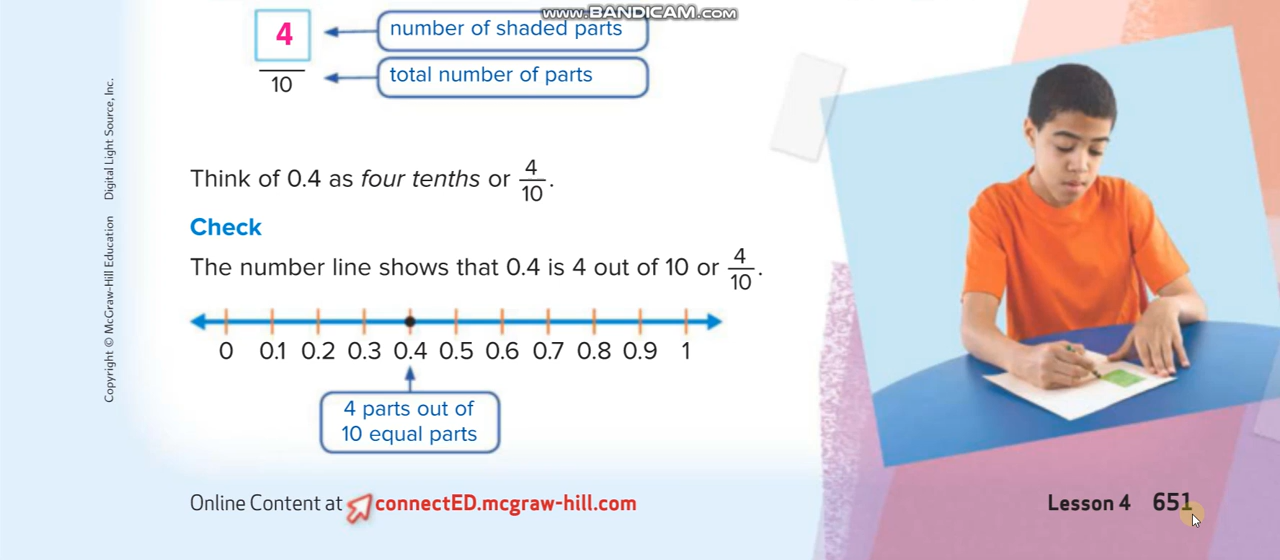 www.BANDICAM.com
4
number of shaded parts
10
total number of parts
Think of 0.4 as four tenths or 4/10.
Check
The number line shows that 0.4 is 4 out of 10 or 4/10.
0 0.1 0.2 0.3 0.4 0.5 0.6 0.7 0.8 0.9 1
4 parts out of
10 equal parts
Copyright © McGraw-Hill Education Digital Light Source, Inc.
Online Content at connectED.mcgraw-hill.com
Lesson 4 651